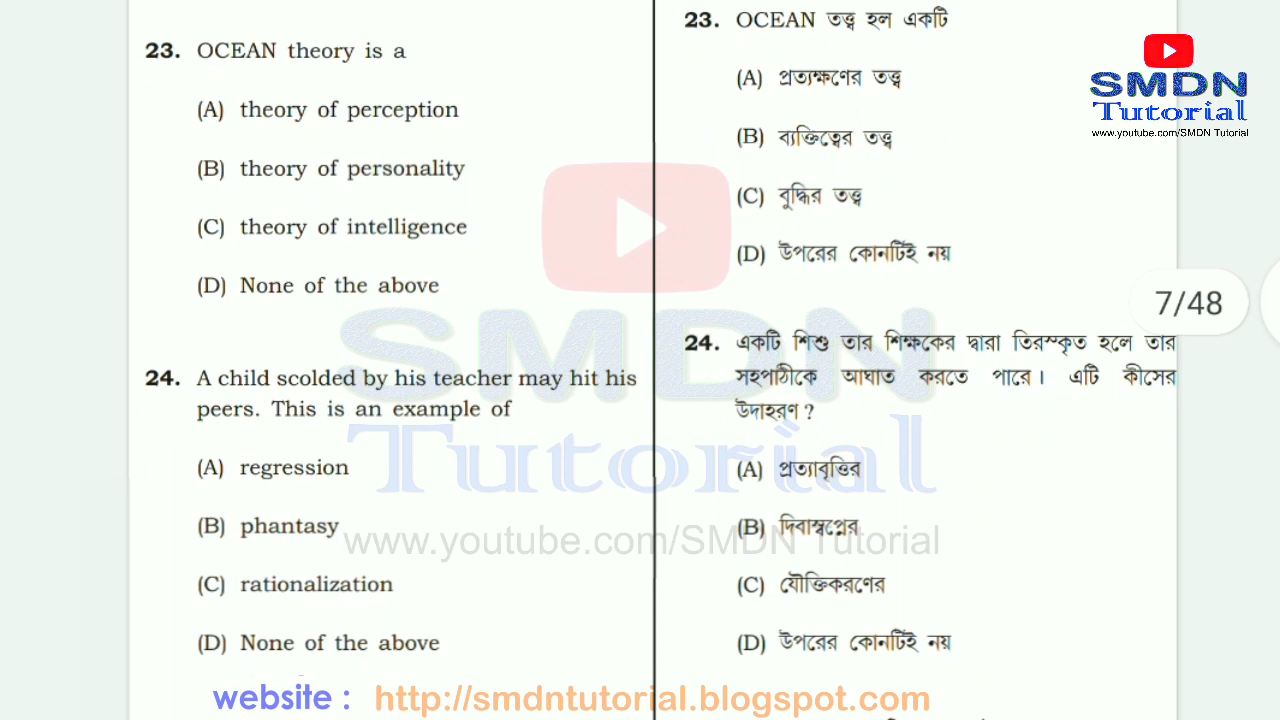 23. OCEAN theory is a
(A) theory of perception
(B) theory of personality
(C) theory of intelligence
(D) None of the above
24. A child scolded by his teacher may hit his
peers. This is an example of
(A) regression
(B) phantasy
(C) rationalization
(D) None of the above
23. OCEAN তত্ত্ব হল একটি
(A) প্রত্যক্ষণের তত্ত্ব
(B) ব্যক্তিত্বের তত্ত্ব
(C) বুদ্ধির তত্ত্ব
(D) উপরের কোনটিই নয়
24. একটি শিশু তার শিক্ষকের দ্বারা তিরস্কৃত হলে তার
সহপাঠীকে আঘাত করতে পারে। এটি কীসের
উদাহরণ ?
(A) প্রত্যাবৃত্তির
(B) দিবাস্বপ্নের
(C) যৌক্তিকরণের
(D) উপরের কোনটিই নয়
SMDN
Tutorial
www.youtube.com/SMDN Tutorial
7/48
SMDN
Tutorial
www.youtube.com/SMDN Tutorial
website : http://smdntutorial.blogspot.com